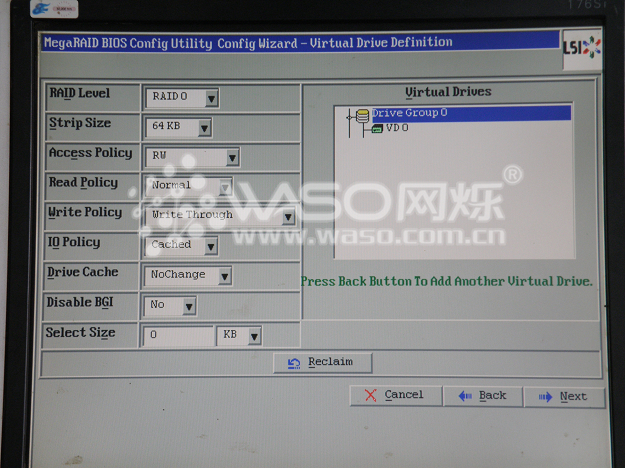 176Si
MegaRAID BIOS Config Utility Config Wizard - Virtual Drive Definition
LSI
RAID Level RAID 0
Strip Size 64 KB
Access Policy RW
Read Policy Normal
Write Policy Write Through
IO Policy Cached
Drive Cache NoChange
Disable BGI No
Select Size 0 KB
Virtual Drives
Drive Group 0
VD 0
WASO网烁®
www.waso.com.cn
Press Back Button To Add Another Virtual Drive.
Reclaim
Cancel Back Next